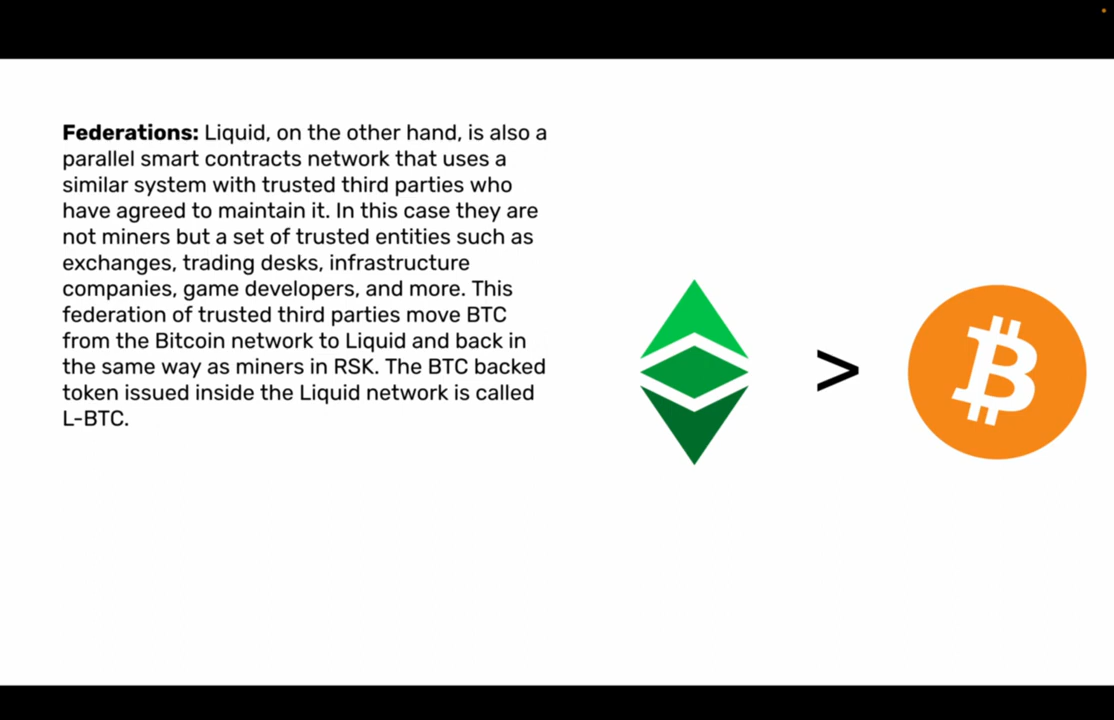 Federations: Liquid, on the other hand, is also a
parallel smart contracts network that uses a
similar system with trusted third parties who
have agreed to maintain it. In this case they are
not miners but a set of trusted entities such as
exchanges, trading desks, infrastructure
companies, game developers, and more. This
federation of trusted third parties move BTC
from the Bitcoin network to Liquid and back in
the same way as miners in RSK. The BTC backed
token issued inside the Liquid network is called
L-BTC.
>